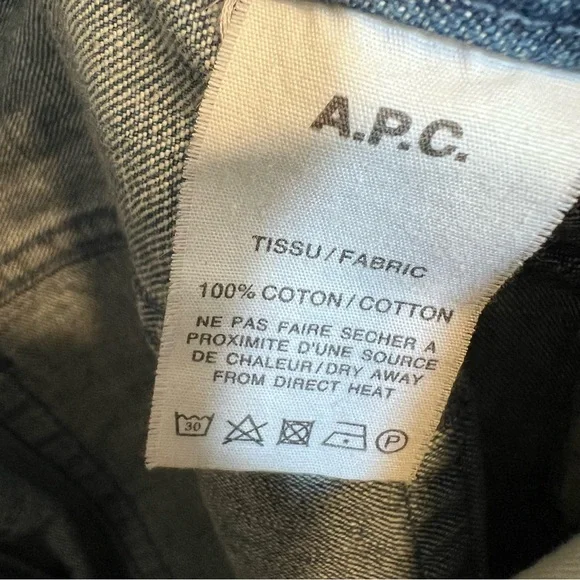 A.P.C.
TISSU/FABRIC
100% COTON/COTTON
NE PAS FAIRE SECHER A
PROXIMITE D'UNE SOURCE
DE CHALEUR/DRY AWAY
FROM DIRECT HEAT
30 P